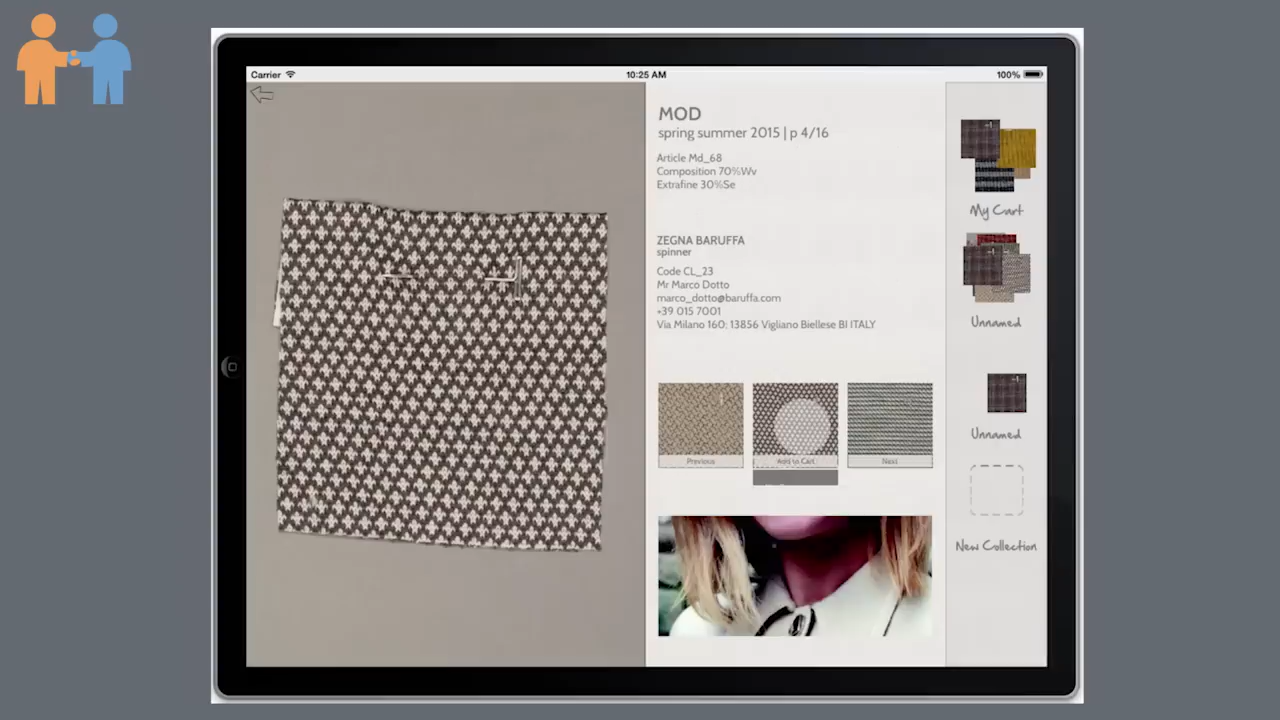 Carrier
10:25 AM
100%
MOD
spring summer 2015 | p 4/16
Article Md_68
Composition 70%Wv
Extrafine 30%Se
ZEGNA BARUFFA
spinner
Code CL_23
Mr Marco Dotto
marco_dotto@baruffa.com
+39 015 7001
Via Milano 160: 13856 Vigliano Biellese BI ITALY
Previous
Add to Cart
Next
My Cart
Unnamed
Unnamed
New Collection